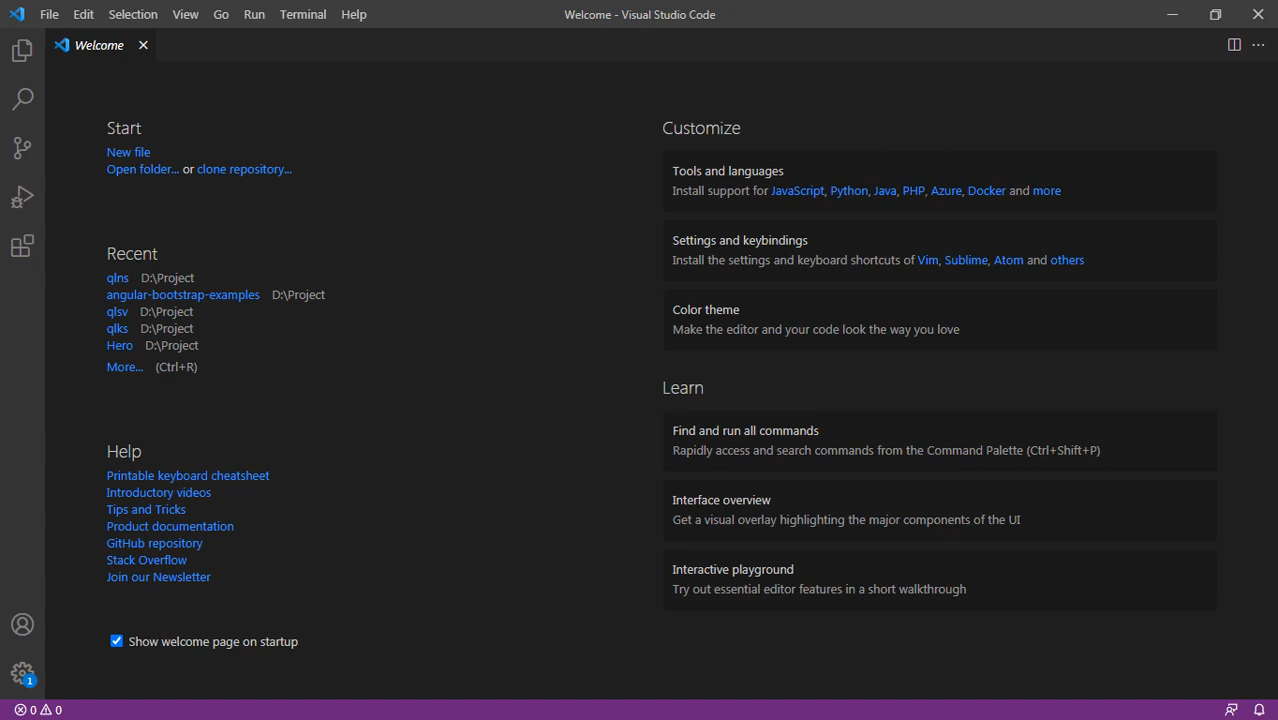 File Edit Selection View Go Run Terminal Help
Welcome - Visual Studio Code
Welcome
Start
New file
Open folder... or clone repository...
Recent
qlns D:\Project
angular-bootstrap-examples D:\Project
qlsv D:\Project
qlks D:\Project
Hero D:\Project
More... (Ctrl+R)
Help
Printable keyboard cheatsheet
Introductory videos
Tips and Tricks
Product documentation
GitHub repository
Stack Overflow
Join our Newsletter
Show welcome page on startup
Customize
Tools and languages
Install support for JavaScript, Python, Java, PHP, Azure, Docker and more
Settings and keybindings
Install the settings and keyboard shortcuts of Vim, Sublime, Atom and others
Color theme
Make the editor and your code look the way you love
Learn
Find and run all commands
Rapidly access and search commands from the Command Palette (Ctrl+Shift+P)
Interface overview
Get a visual overlay highlighting the major components of the UI
Interactive playground
Try out essential editor features in a short walkthrough
1
0 0